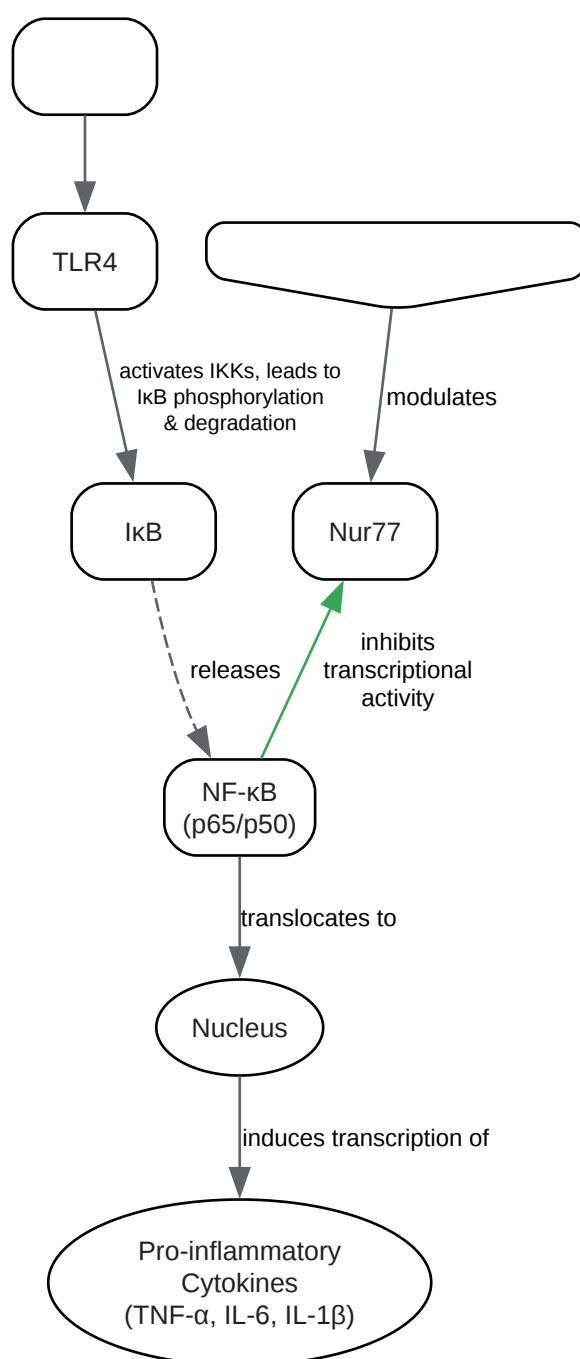 TLR4
activates IKKs, leads to
IκB phosphorylation
& degradation
modulates
IκB
Nur77
releases
inhibits
transcriptional
activity
NF-κB
(p65/p50)
translocates to
Nucleus
induces transcription of
Pro-inflammatory
Cytokines
(TNF-α, IL-6, IL-1β)